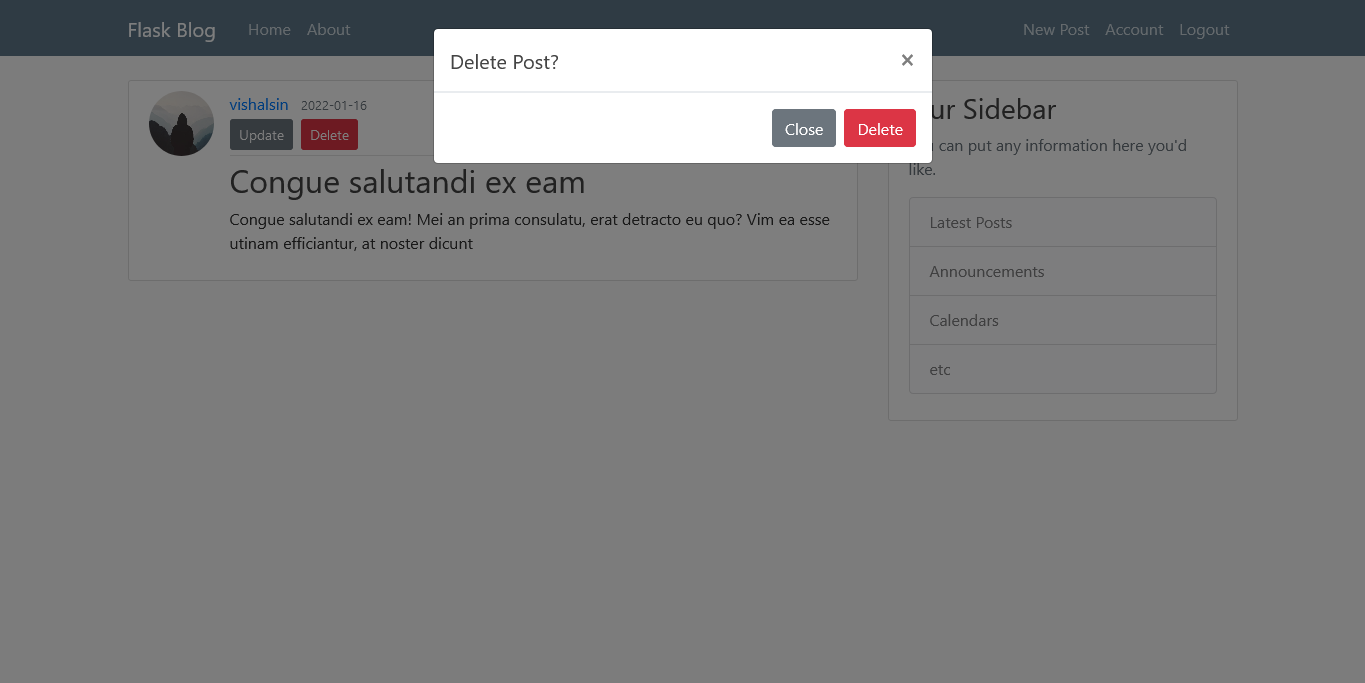 Flask Blog Home About New Post Account Logout
Delete Post? ×
Close Delete
vishalsin 2022-01-16
Update Delete
Congue salutandi ex eam
Congue salutandi ex eam! Mei an prima consulatu, erat detracto eu quo? Vim ea esse
utinam efficiantur, at noster dicunt
ur Sidebar
can put any information here you'd
like.
Latest Posts
Announcements
Calendars
etc